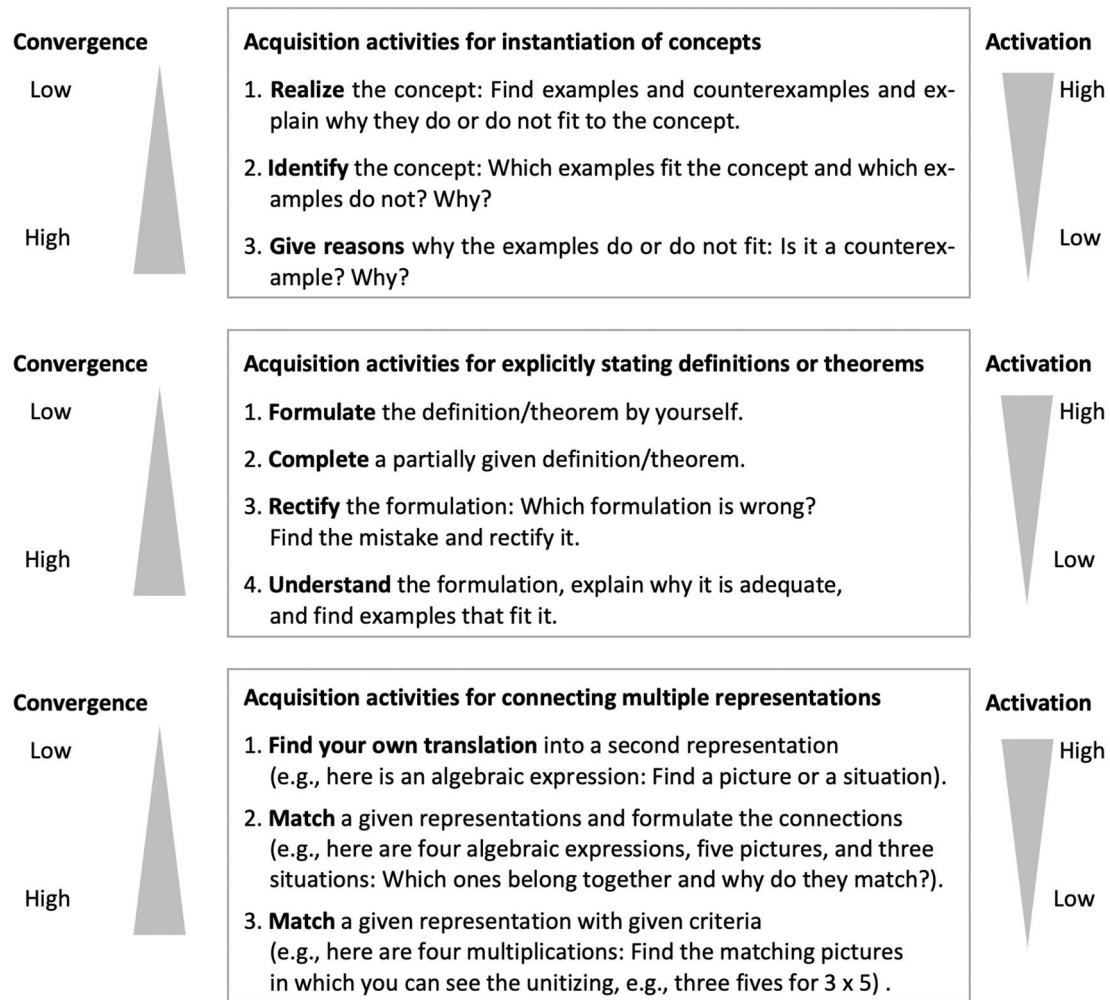 Convergence
Low
High
Acquisition activities for instantiation of concepts
1. Realize the concept: Find examples and counterexamples and ex-
plain why they do or do not fit to the concept.
2. Identify the concept: Which examples fit the concept and which ex-
amples do not? Why?
3. Give reasons why the examples do or do not fit: Is it a counterex-
ample? Why?
Activation
High
Low
Convergence
Low
High
Acquisition activities for explicitly stating definitions or theorems
1. Formulate the definition/theorem by yourself.
2. Complete a partially given definition/theorem.
3. Rectify the formulation: Which formulation is wrong?
Find the mistake and rectify it.
4. Understand the formulation, explain why it is adequate,
and find examples that fit it.
Activation
High
Low
Convergence
Low
High
Acquisition activities for connecting multiple representations
1. Find your own translation into a second representation
(e.g., here is an algebraic expression: Find a picture or a situation).
2. Match a given representations and formulate the connections
(e.g., here are four algebraic expressions, five pictures, and three
situations: Which ones belong together and why do they match?).
3. Match a given representation with given criteria
(e.g., here are four multiplications: Find the matching pictures
in which you can see the unitizing, e.g., three fives for 3 x 5) .
Activation
High
Low